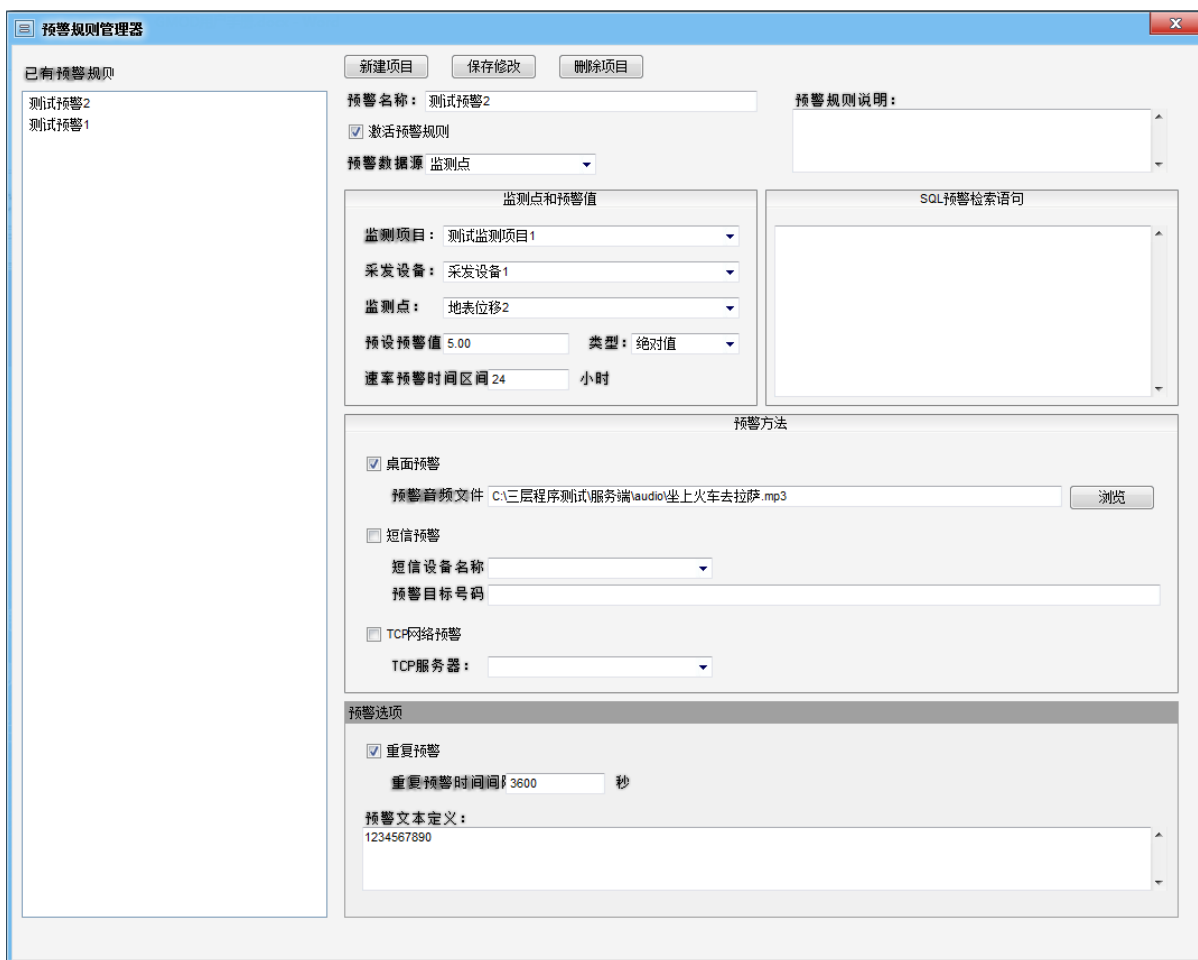 预警规则管理器
已有预警规则
测试预警2
测试预警1
新建项目 保存修改 删除项目
预警名称: 测试预警2
激活预警规则
预警数据源 监测点
预警规则说明:
监测点和预警值
监测项目: 测试监测项目1
采发设备: 采发设备1
监测点: 地表位移2
预设预警值 5.00 类型: 绝对值
速率预警时间区间 24 小时
SQL预警检索语句
预警方法
桌面预警
预警音频文件 C:\三层程序测试\服务端\audio\坐上火车去拉萨.mp3 浏览
短信预警
短信设备名称
预警目标号码
TCP网络预警
TCP服务器:
预警选项
重复预警
重复预警时间间 3600 秒
预警文本定义:
1234567890